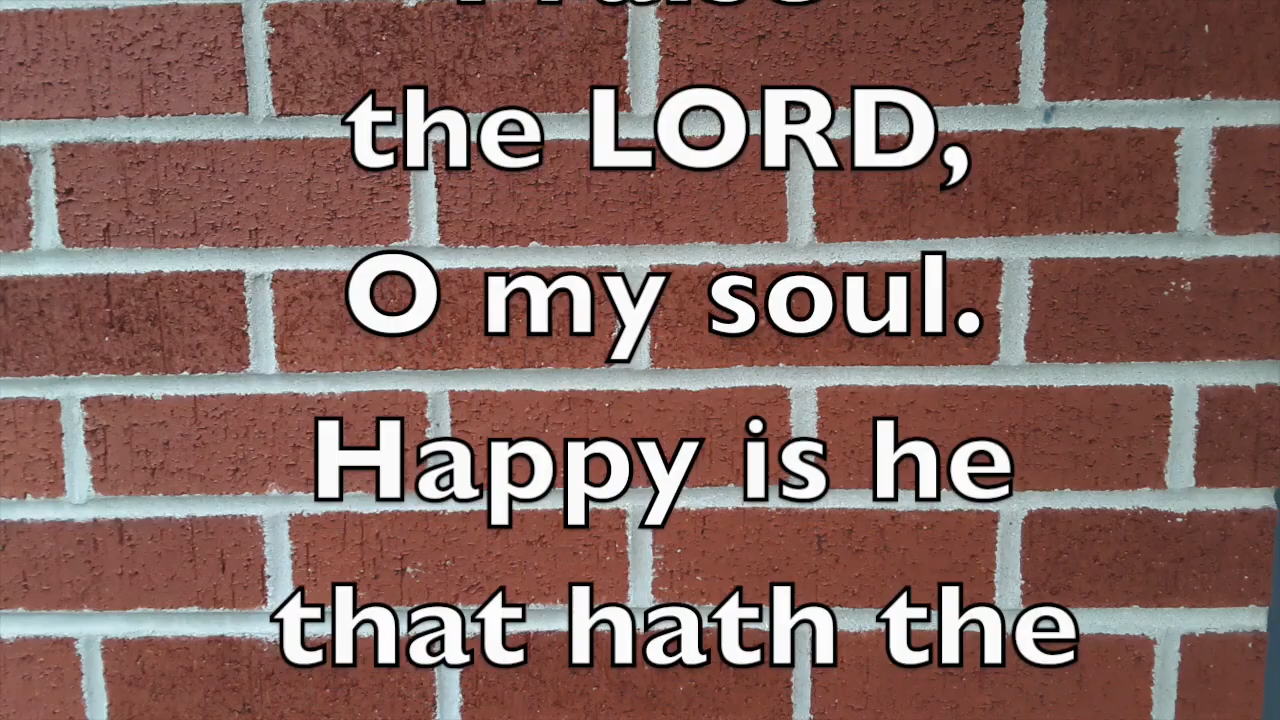 the LORD,
O my soul.
Happy is he
that hath the